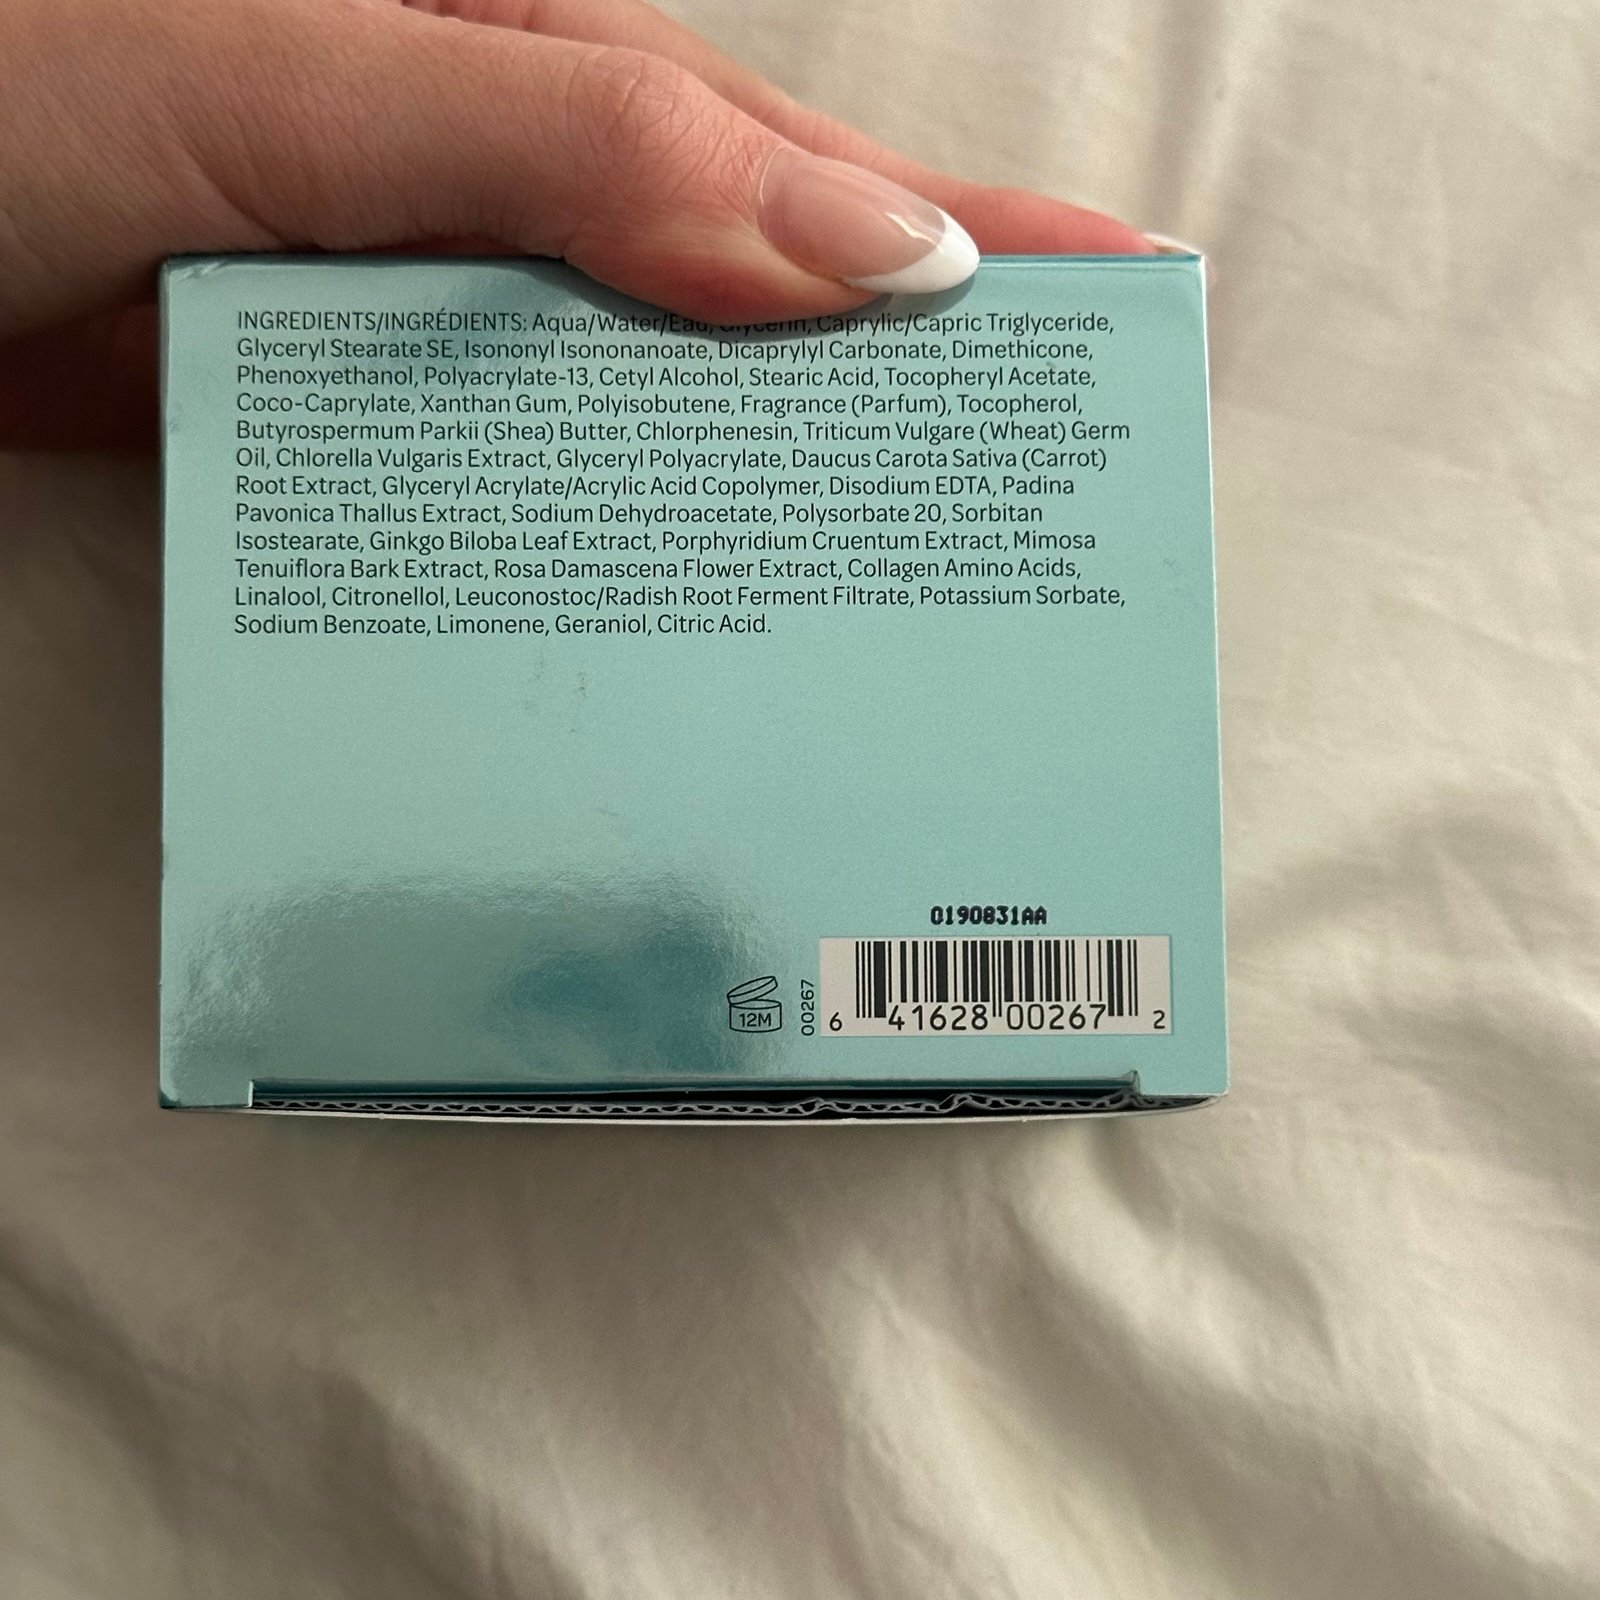 INGREDIENTS/INGRÉDIENTS: Aqua/Water/Eau, Glycerin, Caprylic/Capric Triglyceride,
Glyceryl Stearate SE, Isononyl Isononanoate, Dicaprylyl Carbonate, Dimethicone,
Phenoxyethanol, Polyacrylate-13, Cetyl Alcohol, Stearic Acid, Tocopheryl Acetate,
Coco-Caprylate, Xanthan Gum, Polyisobutene, Fragrance (Parfum), Tocopherol,
Butyrospermum Parkii (Shea) Butter, Chlorphenesin, Triticum Vulgare (Wheat) Germ
Oil, Chlorella Vulgaris Extract, Glyceryl Polyacrylate, Daucus Carota Sativa (Carrot)
Root Extract, Glyceryl Acrylate/Acrylic Acid Copolymer, Disodium EDTA, Padina
Pavonica Thallus Extract, Sodium Dehydroacetate, Polysorbate 20, Sorbitan
Isostearate, Ginkgo Biloba Leaf Extract, Porphyridium Cruentum Extract, Mimosa
Tenuiflora Bark Extract, Rosa Damascena Flower Extract, Collagen Amino Acids,
Linalool, Citronellol, Leuconostoc/Radish Root Ferment Filtrate, Potassium Sorbate,
Sodium Benzoate, Limonene, Geraniol, Citric Acid.
0190831AA
12M
00267
6 41628 00267 2